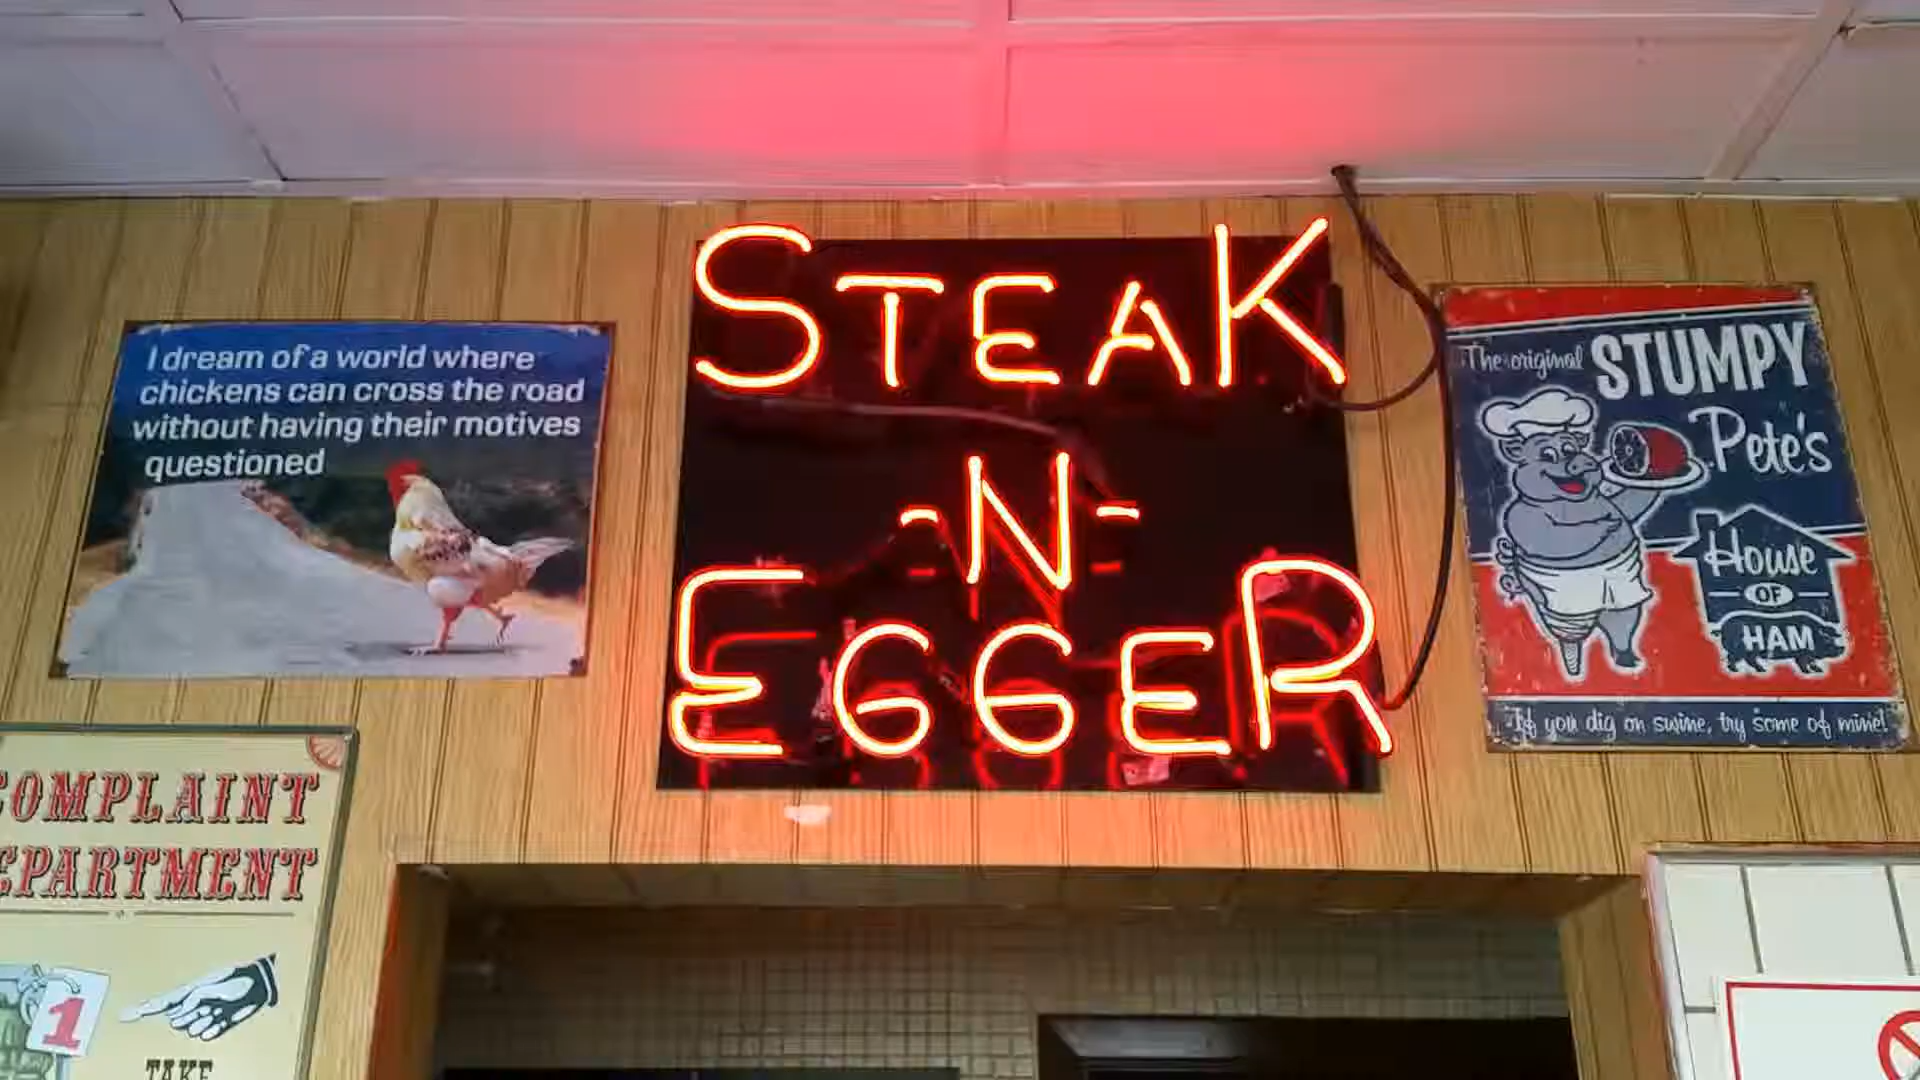 I dream of a world where
chickens can cross the road
without having their motives
questioned
STEAK
-N-
EGGER
The original STUMPY
Pete's
House
OF
HAM
If you dig on swine, try some of mine!
COMPLAINT
DEPARTMENT
1
TAKE